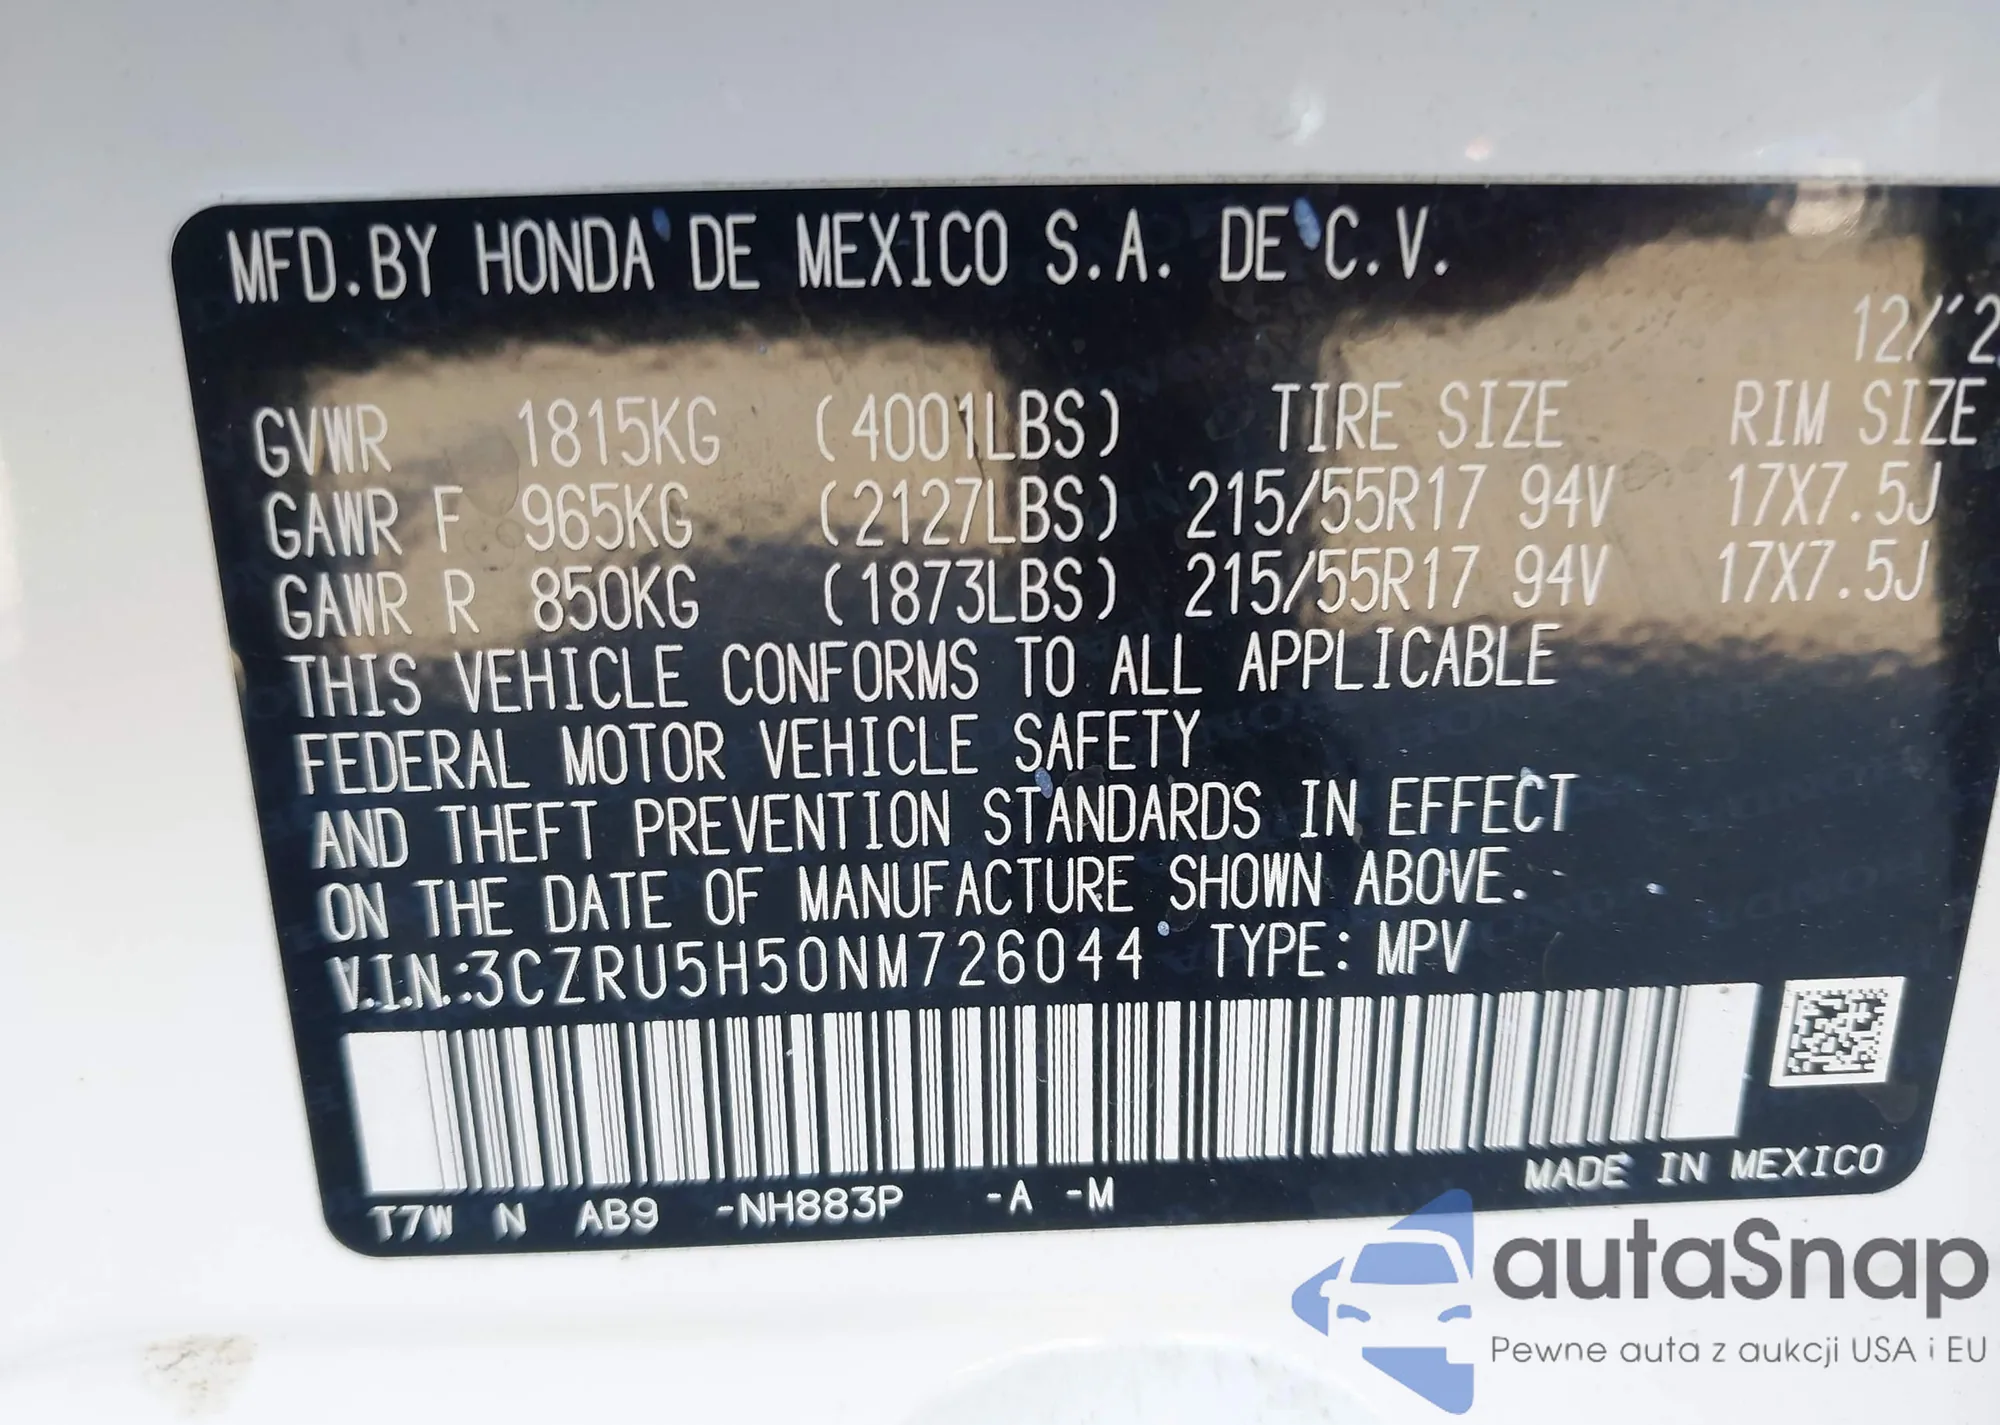 MFD.BY HONDA DE MEXICO S.A. DE C.V.
12/'2
GVWR 1815KG (4001LBS) TIRE SIZE RIM SIZE
GAWR F 965KG (2127LBS) 215/55R17 94V 17X7.5J
GAWR R 850KG (1873LBS) 215/55R17 94V 17X7.5J
THIS VEHICLE CONFORMS TO ALL APPLICABLE
FEDERAL MOTOR VEHICLE SAFETY
AND THEFT PREVENTION STANDARDS IN EFFECT
ON THE DATE OF MANUFACTURE SHOWN ABOVE.
V.I.N.:3CZRU5H50NM726044 TYPE: MPV
T7W N AB9 -NH883P -A -M MADE IN MEXICO
autaSnap
Pewne auta z aukcji USA i EU